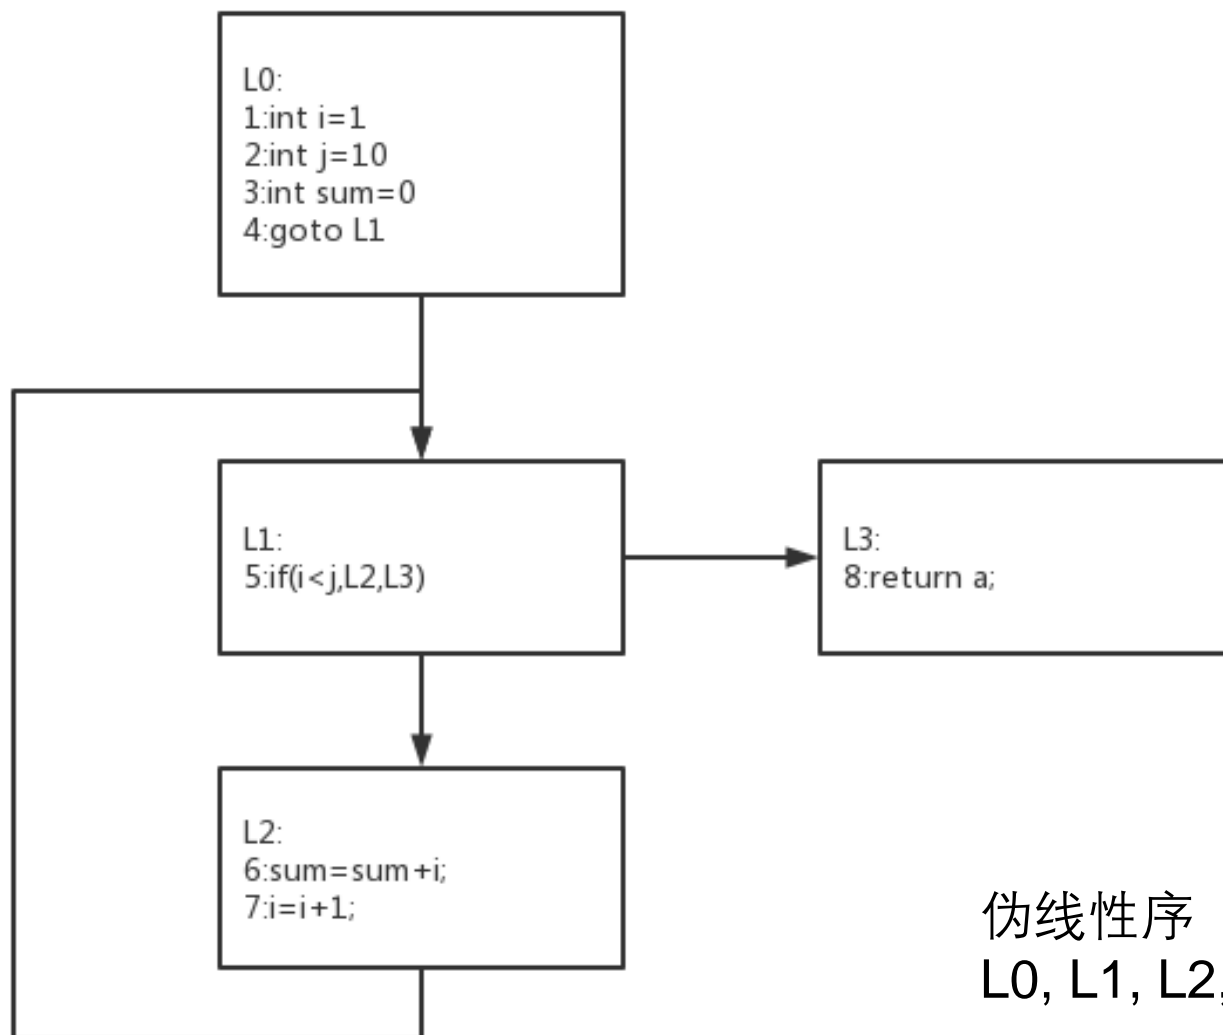 L0:
1:int i=1
2:int j=10
3:int sum=0
4:goto L1
L1:
5:if(i<j,L2,L3)
L3:
8:return a;
L2:
6:sum=sum+i;
7:i=i+1;
伪线性序
L0, L1, L2,